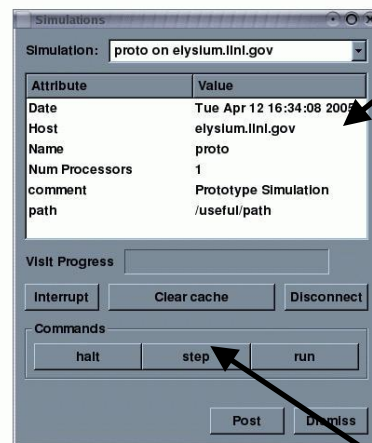 Simulations
Simulation: proto on elysium.llnl.gov
Attribute Value
Date Tue Apr 12 16:34:08 2005
Host elysium.llnl.gov
Name proto
Num Processors 1
comment Prototype Simulation
path /useful/path
VisIt Progress
Interrupt Clear cache Disconnect
Commands
halt step run
Post Dismiss